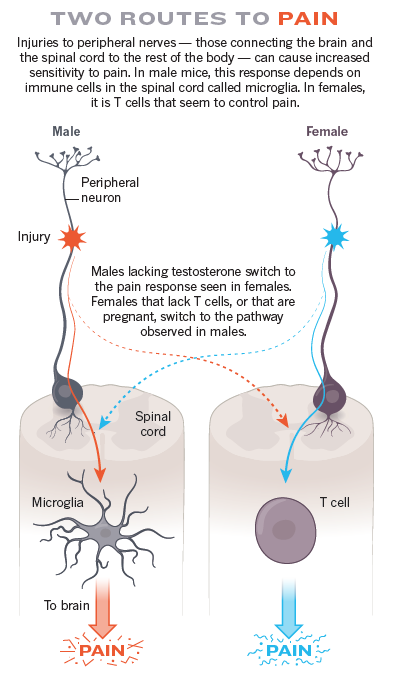 TWO ROUTES TO PAIN
Injuries to peripheral nerves — those connecting the brain and
the spinal cord to the rest of the body — can cause increased
sensitivity to pain. In male mice, this response depends on
immune cells in the spinal cord called microglia. In females,
it is T cells that seem to control pain.
Male
Female
Peripheral
neuron
Injury
Males lacking testosterone switch to
the pain response seen in females.
Females that lack T cells, or that are
pregnant, switch to the pathway
observed in males.
Spinal
cord
Microglia
T cell
To brain
PAIN
PAIN